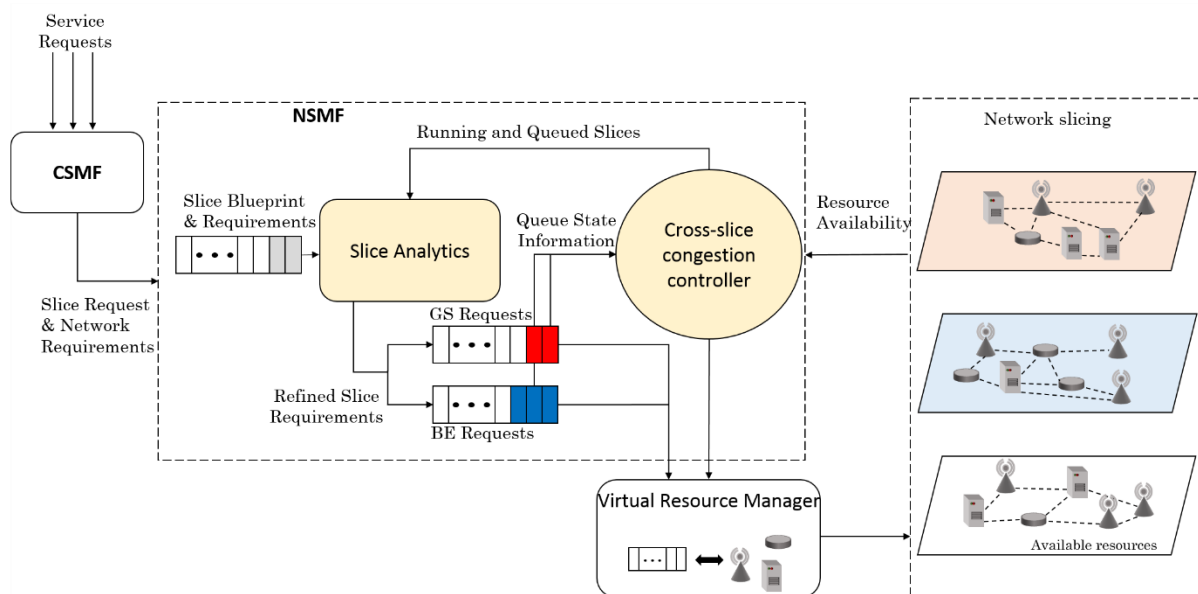 Service
Requests
CSMF
Slice Request
& Network
Requirements
NSMF
Running and Queued Slices
Slice Blueprint
& Requirements
Slice Analytics
Queue State
Information
Cross-slice
congestion
controller
GS Requests
Refined Slice
Requirements
BE Requests
Virtual Resource Manager
Resource
Availability
Network slicing
Available resources